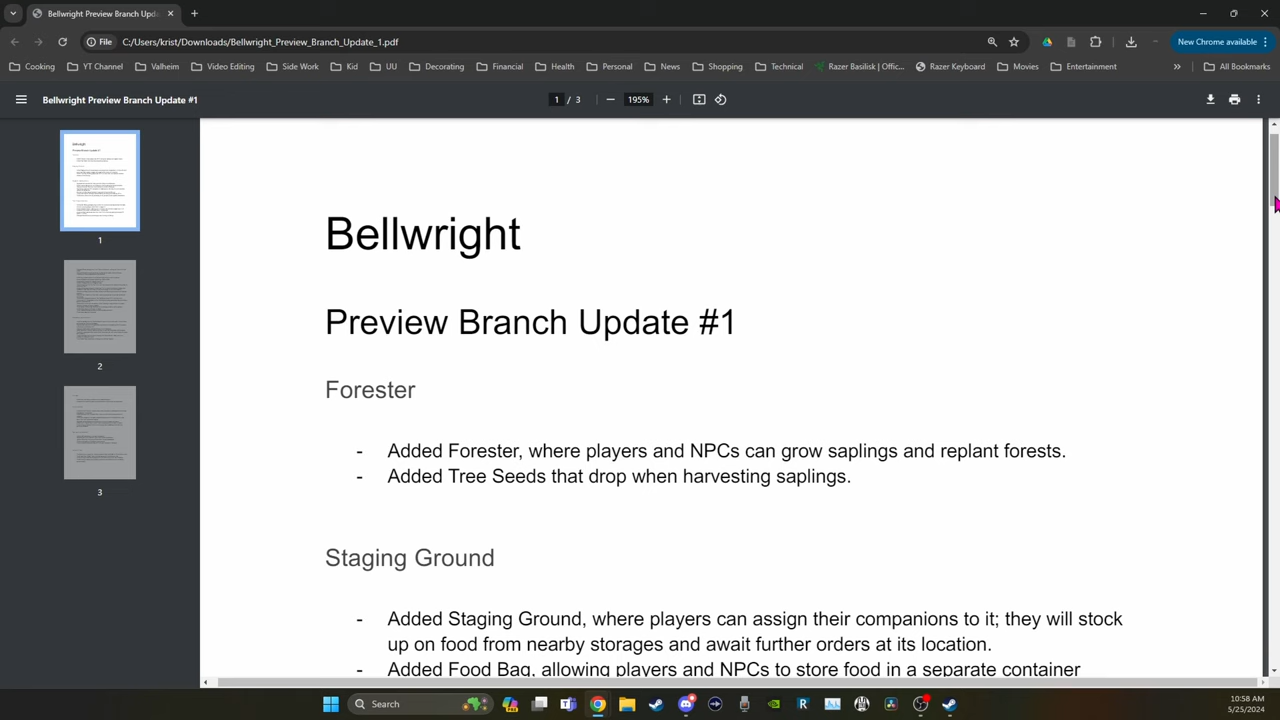 Bellwright Preview Branch Upd
File
C:/Users/krist/Downloads/Bellwright_Preview_Branch_Update_1.pdf
New Chrome available
Cooking
YT Channel
Valheim
Video Editing
Side Work
Kid
UU
Decorating
Financial
Health
Personal
News
Shopping
Technical
Razer Basilisk | Offic...
Razer Keyboard
Movies
Entertainment
»
All Bookmarks
Bellwright Preview Branch Update #1
1 / 3
195%
1
2
3
Bellwright
Preview Branch Update #1
Forester
- Added Forester, where players and NPCs can grow saplings and replant forests.
- Added Tree Seeds that drop when harvesting saplings.
Staging Ground
- Added Staging Ground, where players can assign their companions to it; they will stock
up on food from nearby storages and await further orders at its location.
- Added Food Bag, allowing players and NPCs to store food in a separate container
Search
10:58 AM
5/25/2024